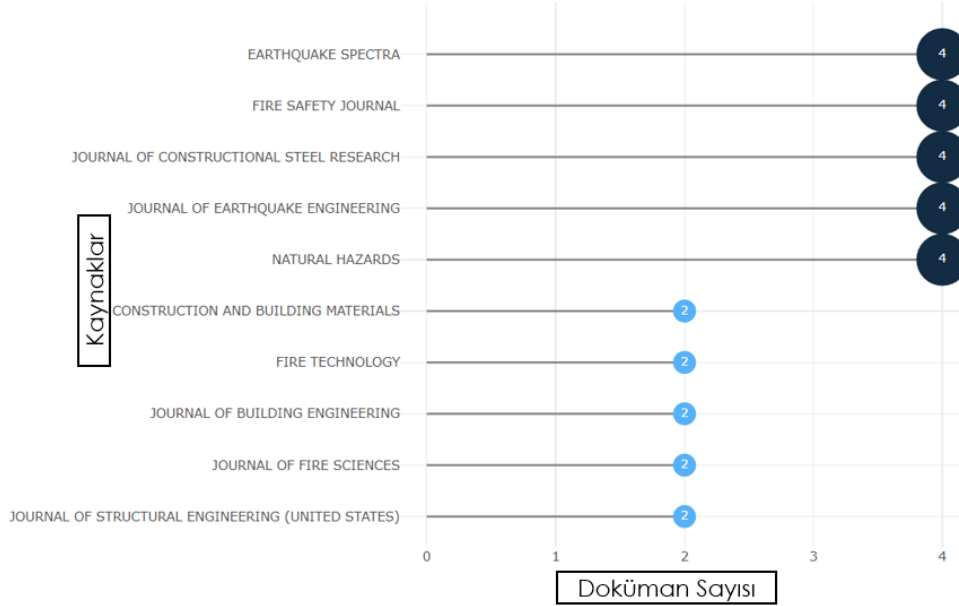 EARTHQUAKE SPECTRA 4
FIRE SAFETY JOURNAL 4
JOURNAL OF CONSTRUCTIONAL STEEL RESEARCH 4
JOURNAL OF EARTHQUAKE ENGINEERING 4
NATURAL HAZARDS 4
CONSTRUCTION AND BUILDING MATERIALS 2
FIRE TECHNOLOGY 2
JOURNAL OF BUILDING ENGINEERING 2
JOURNAL OF FIRE SCIENCES 2
JOURNAL OF STRUCTURAL ENGINEERING (UNITED STATES) 2
Kaynaklar
0 1 2 3 4
Doküman Sayısı